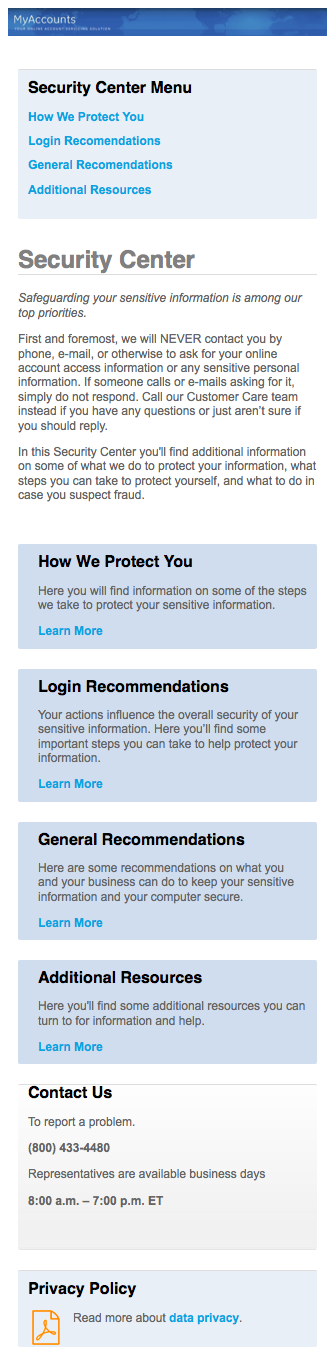 MyAccounts
YOUR ONLINE ACCOUNT SERVICING SOLUTION
Security Center Menu
How We Protect You
Login Recomendations
General Recomendations
Additional Resources
Security Center
Safeguarding your sensitive information is among our
top priorities.
First and foremost, we will NEVER contact you by
phone, e-mail, or otherwise to ask for your online
account access information or any sensitive personal
information. If someone calls or e-mails asking for it,
simply do not respond. Call our Customer Care team
instead if you have any questions or just aren’t sure if
you should reply.
In this Security Center you'll find additional information
on some of what we do to protect your information, what
steps you can take to protect yourself, and what to do in
case you suspect fraud.
How We Protect You
Here you will find information on some of the steps
we take to protect your sensitive information.
Learn More
Login Recommendations
Your actions influence the overall security of your
sensitive information. Here you’ll find some
important steps you can take to help protect your
information.
Learn More
General Recommendations
Here are some recommendations on what you
and your business can do to keep your sensitive
information and your computer secure.
Learn More
Additional Resources
Here you'll find some additional resources you can
turn to for information and help.
Learn More
Contact Us
To report a problem.
(800) 433-4480
Representatives are available business days
8:00 a.m. – 7:00 p.m. ET
Privacy Policy
Read more about data privacy.